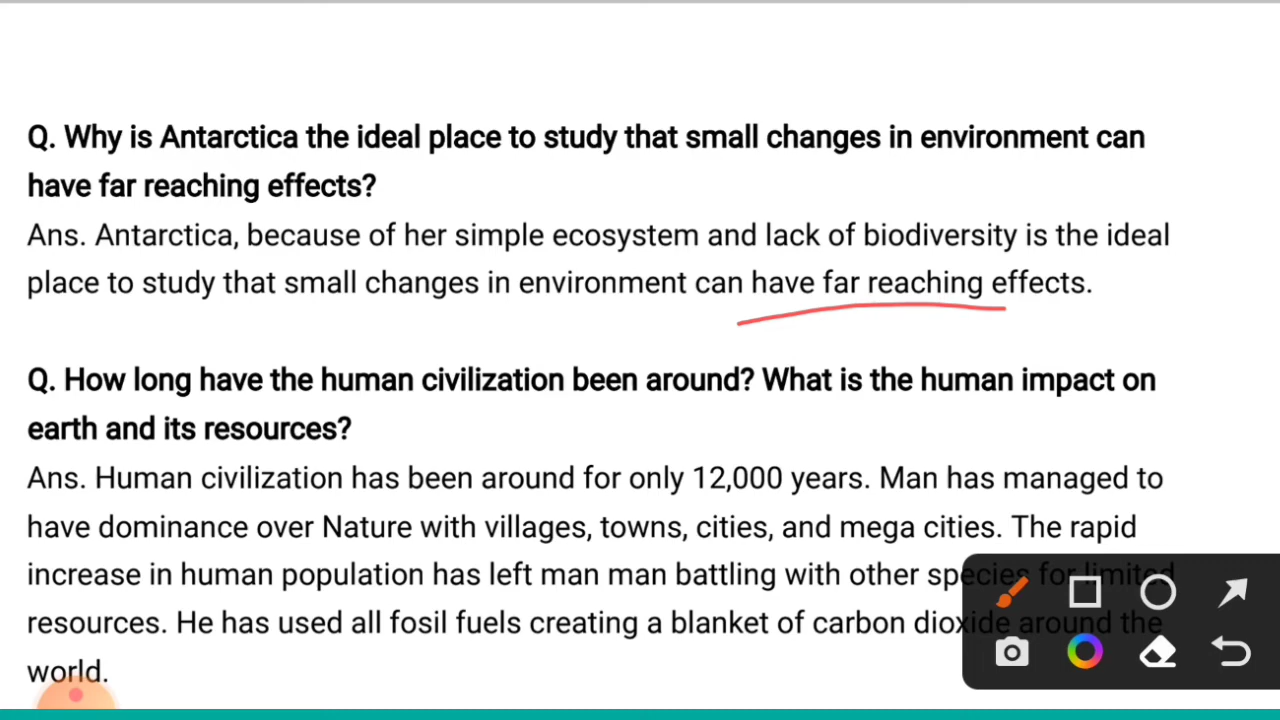 Q. Why is Antarctica the ideal place to study that small changes in environment can
have far reaching effects?
Ans. Antarctica, because of her simple ecosystem and lack of biodiversity is the ideal
place to study that small changes in environment can have far reaching effects.
Q. How long have the human civilization been around? What is the human impact on
earth and its resources?
Ans. Human civilization has been around for only 12,000 years. Man has managed to
have dominance over Nature with villages, towns, cities, and mega cities. The rapid
increase in human population has left man man battling with other species for limited
resources. He has used all fosil fuels creating a blanket of carbon dioxide around the
world.